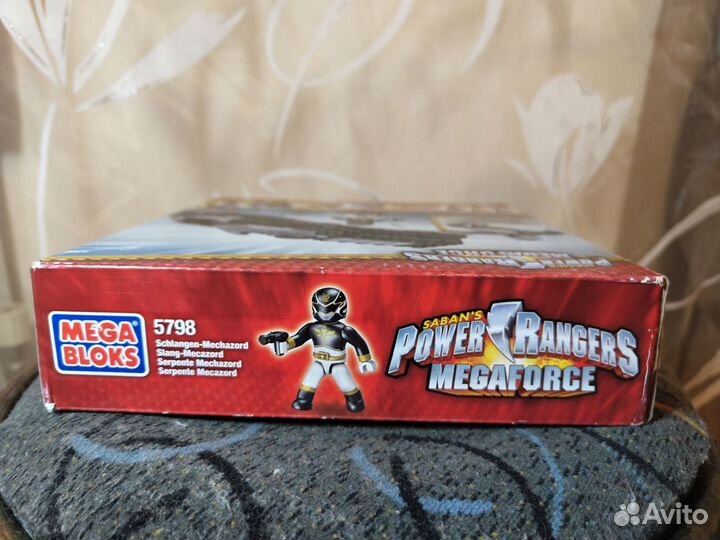 MEGA
BLOKS
5798
Schlangen-Mechazord
Slang-Mecazord
Serpente Mechazord
Serpente Mecazord
SABAN'S
POWER RANGERS
MEGAFORCE
Avito